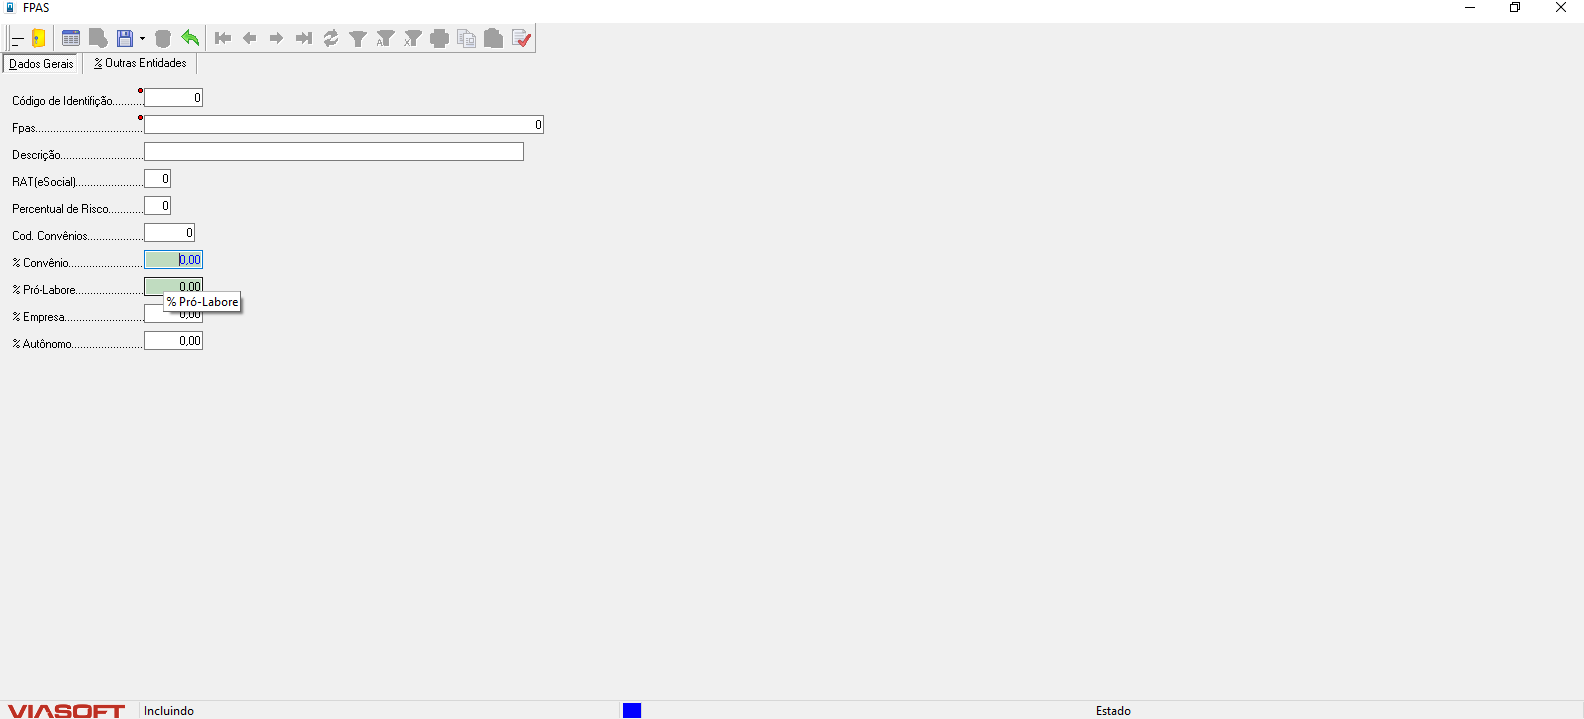 FPAS
Dados Gerais % Outras Entidades
Código de Identifição........... 0
Fpas.................................... 0
Descrição............................
RAT(eSocial)....................... 0
Percentual de Risco............ 0
Cod. Convênios................... 0
% Convênio......................... 0,00
% Pró-Labore....................... 0,00
% Pró-Labore
% Empresa........................... 0,00
% Autônomo........................ 0,00
VIASOFT Incluindo Estado